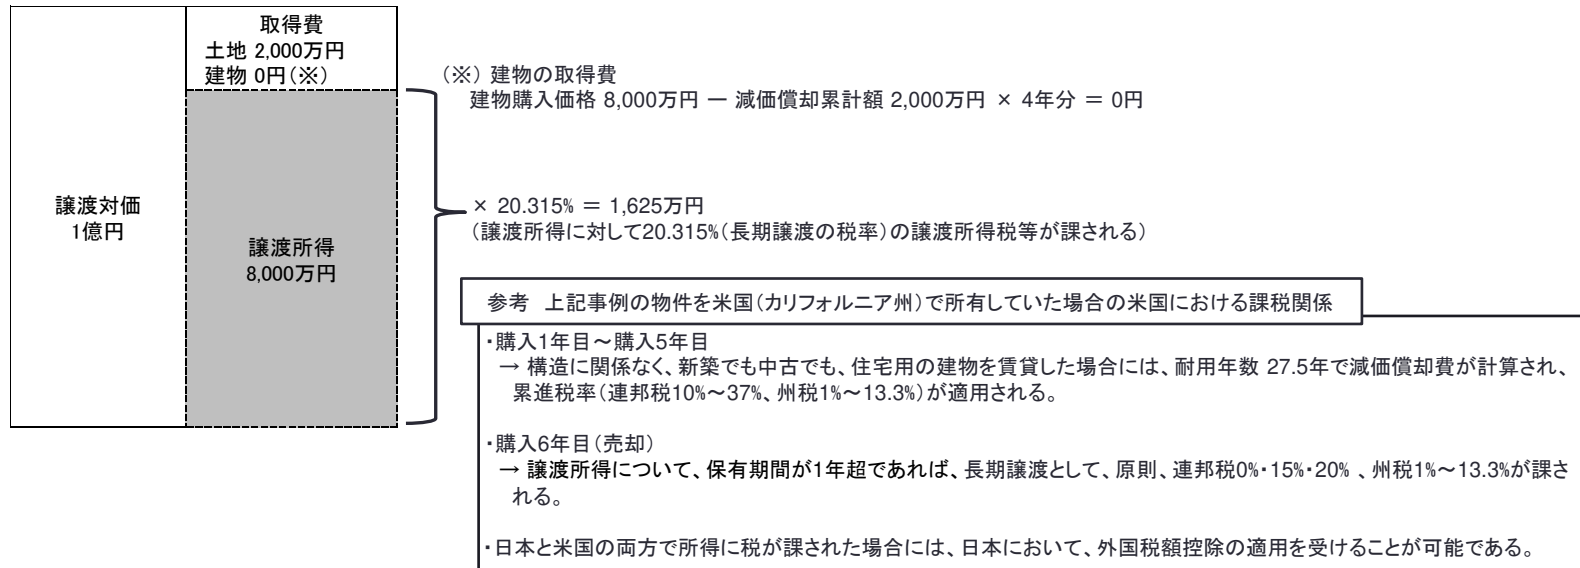 取得費
土地 2,000万円
建物 0円(※)
譲渡対価
1億円
譲渡所得
8,000万円
(※) 建物の取得費
建物購入価格 8,000万円 ー 減価償却累計額 2,000万円 × 4年分 = 0円
× 20.315% = 1,625万円
(譲渡所得に対して20.315%(長期譲渡の税率)の譲渡所得税等が課される)
参考 上記事例の物件を米国(カリフォルニア州)で所有していた場合の米国における課税関係
・購入1年目~購入5年目
→ 構造に関係なく、新築でも中古でも、住宅用の建物を賃貸した場合には、耐用年数 27.5年で減価償却費が計算され、
累進税率(連邦税10%~37%、州税1%~13.3%)が適用される。
・購入6年目(売却)
→ 譲渡所得について、保有期間が1年超であれば、長期譲渡として、原則、連邦税0%・15%・20% 、州税1%~13.3%が課さ
れる。
・日本と米国の両方で所得に税が課された場合には、日本において、外国税額控除の適用を受けることが可能である。